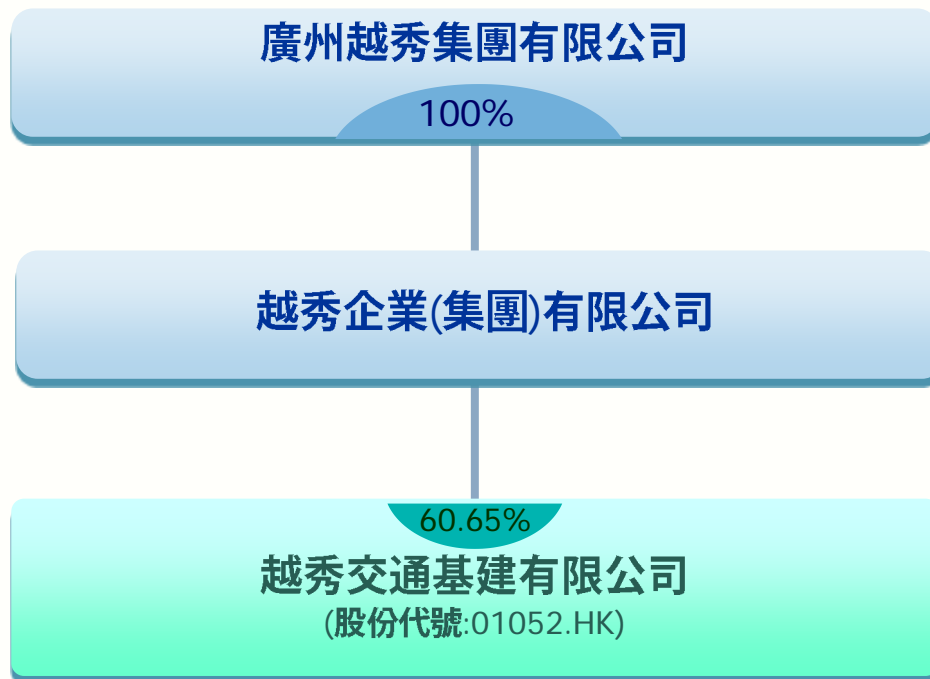 廣州越秀集團有限公司
100%
越秀企業(集團)有限公司
60.65%
越秀交通基建有限公司
(股份代號:01052.HK)